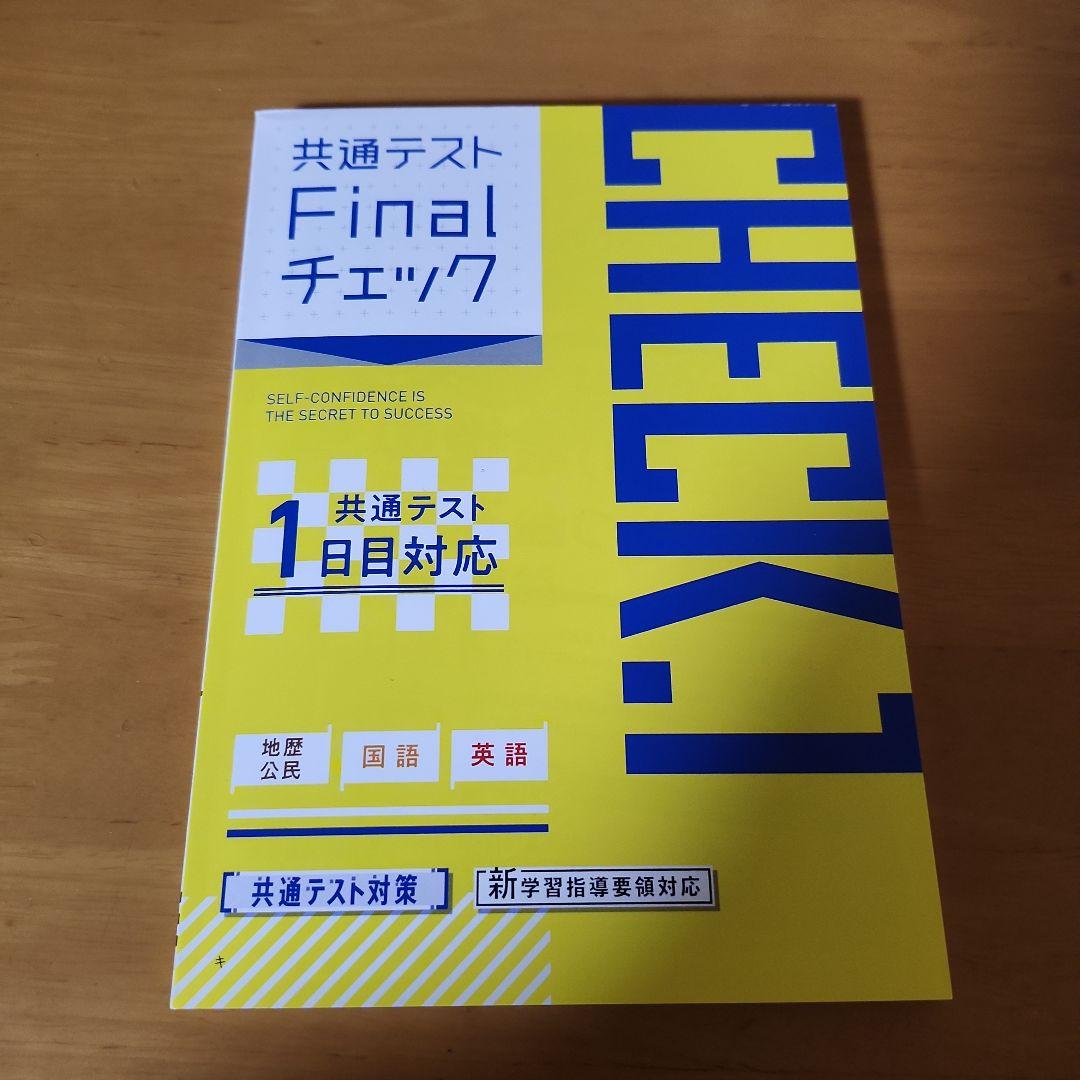 共通テスト
Final
チェック
SELF-CONFIDENCE IS
THE SECRET TO SUCCESS
共通テスト
1日目対応
地歴
公民
国語
英語
共通テスト対策
新学習指導要領対応
キ
CHECK.1